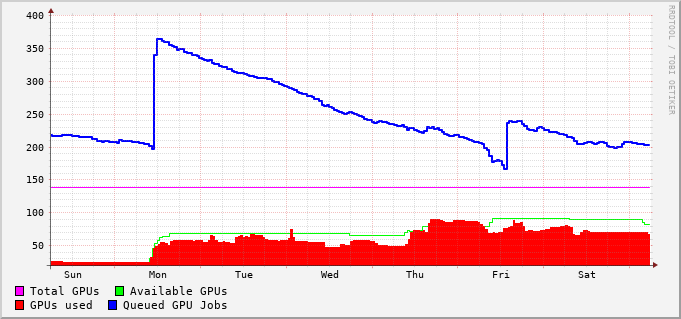 400
350
300
250
200
150
100
50
Sun Mon Tue Wed Thu Fri Sat
Total GPUs Available GPUs
GPUs used Queued GPU Jobs
RRDTOOL / TOBI OETIKER